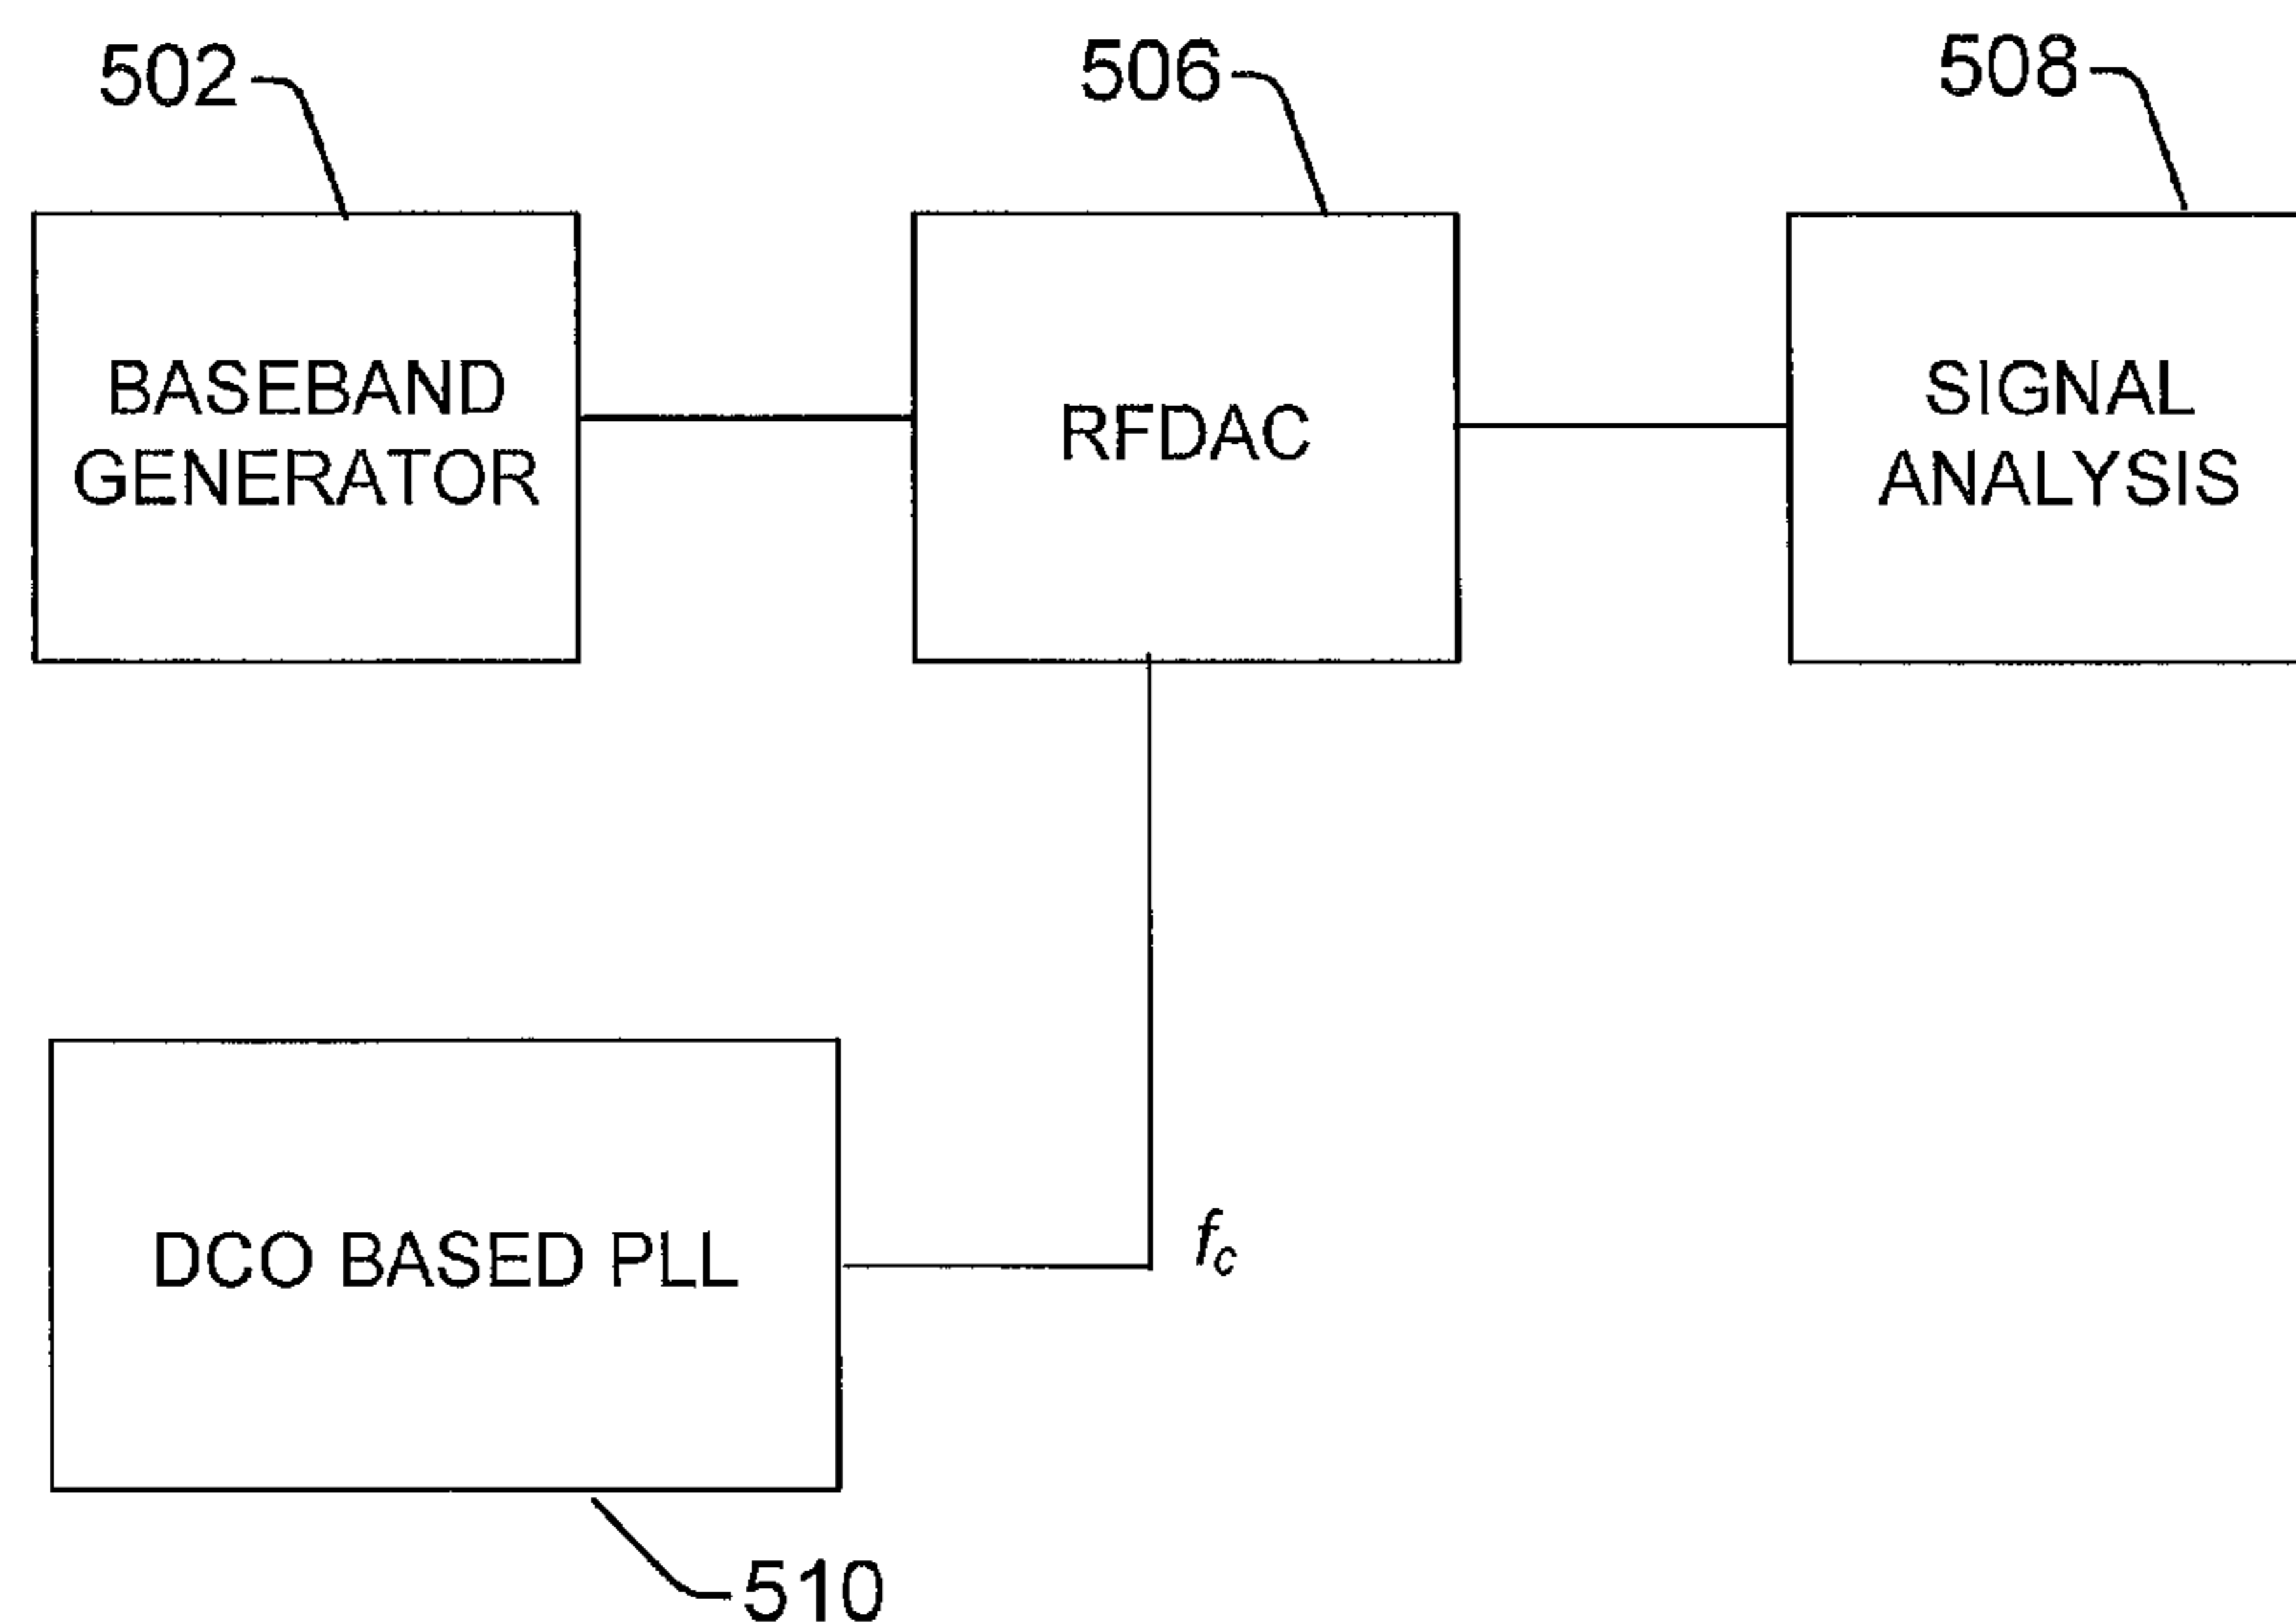 502
506
508
BASEBAND
GENERATOR
RFDAC
SIGNAL
ANALYSIS
DCO BASED PLL
fc
510